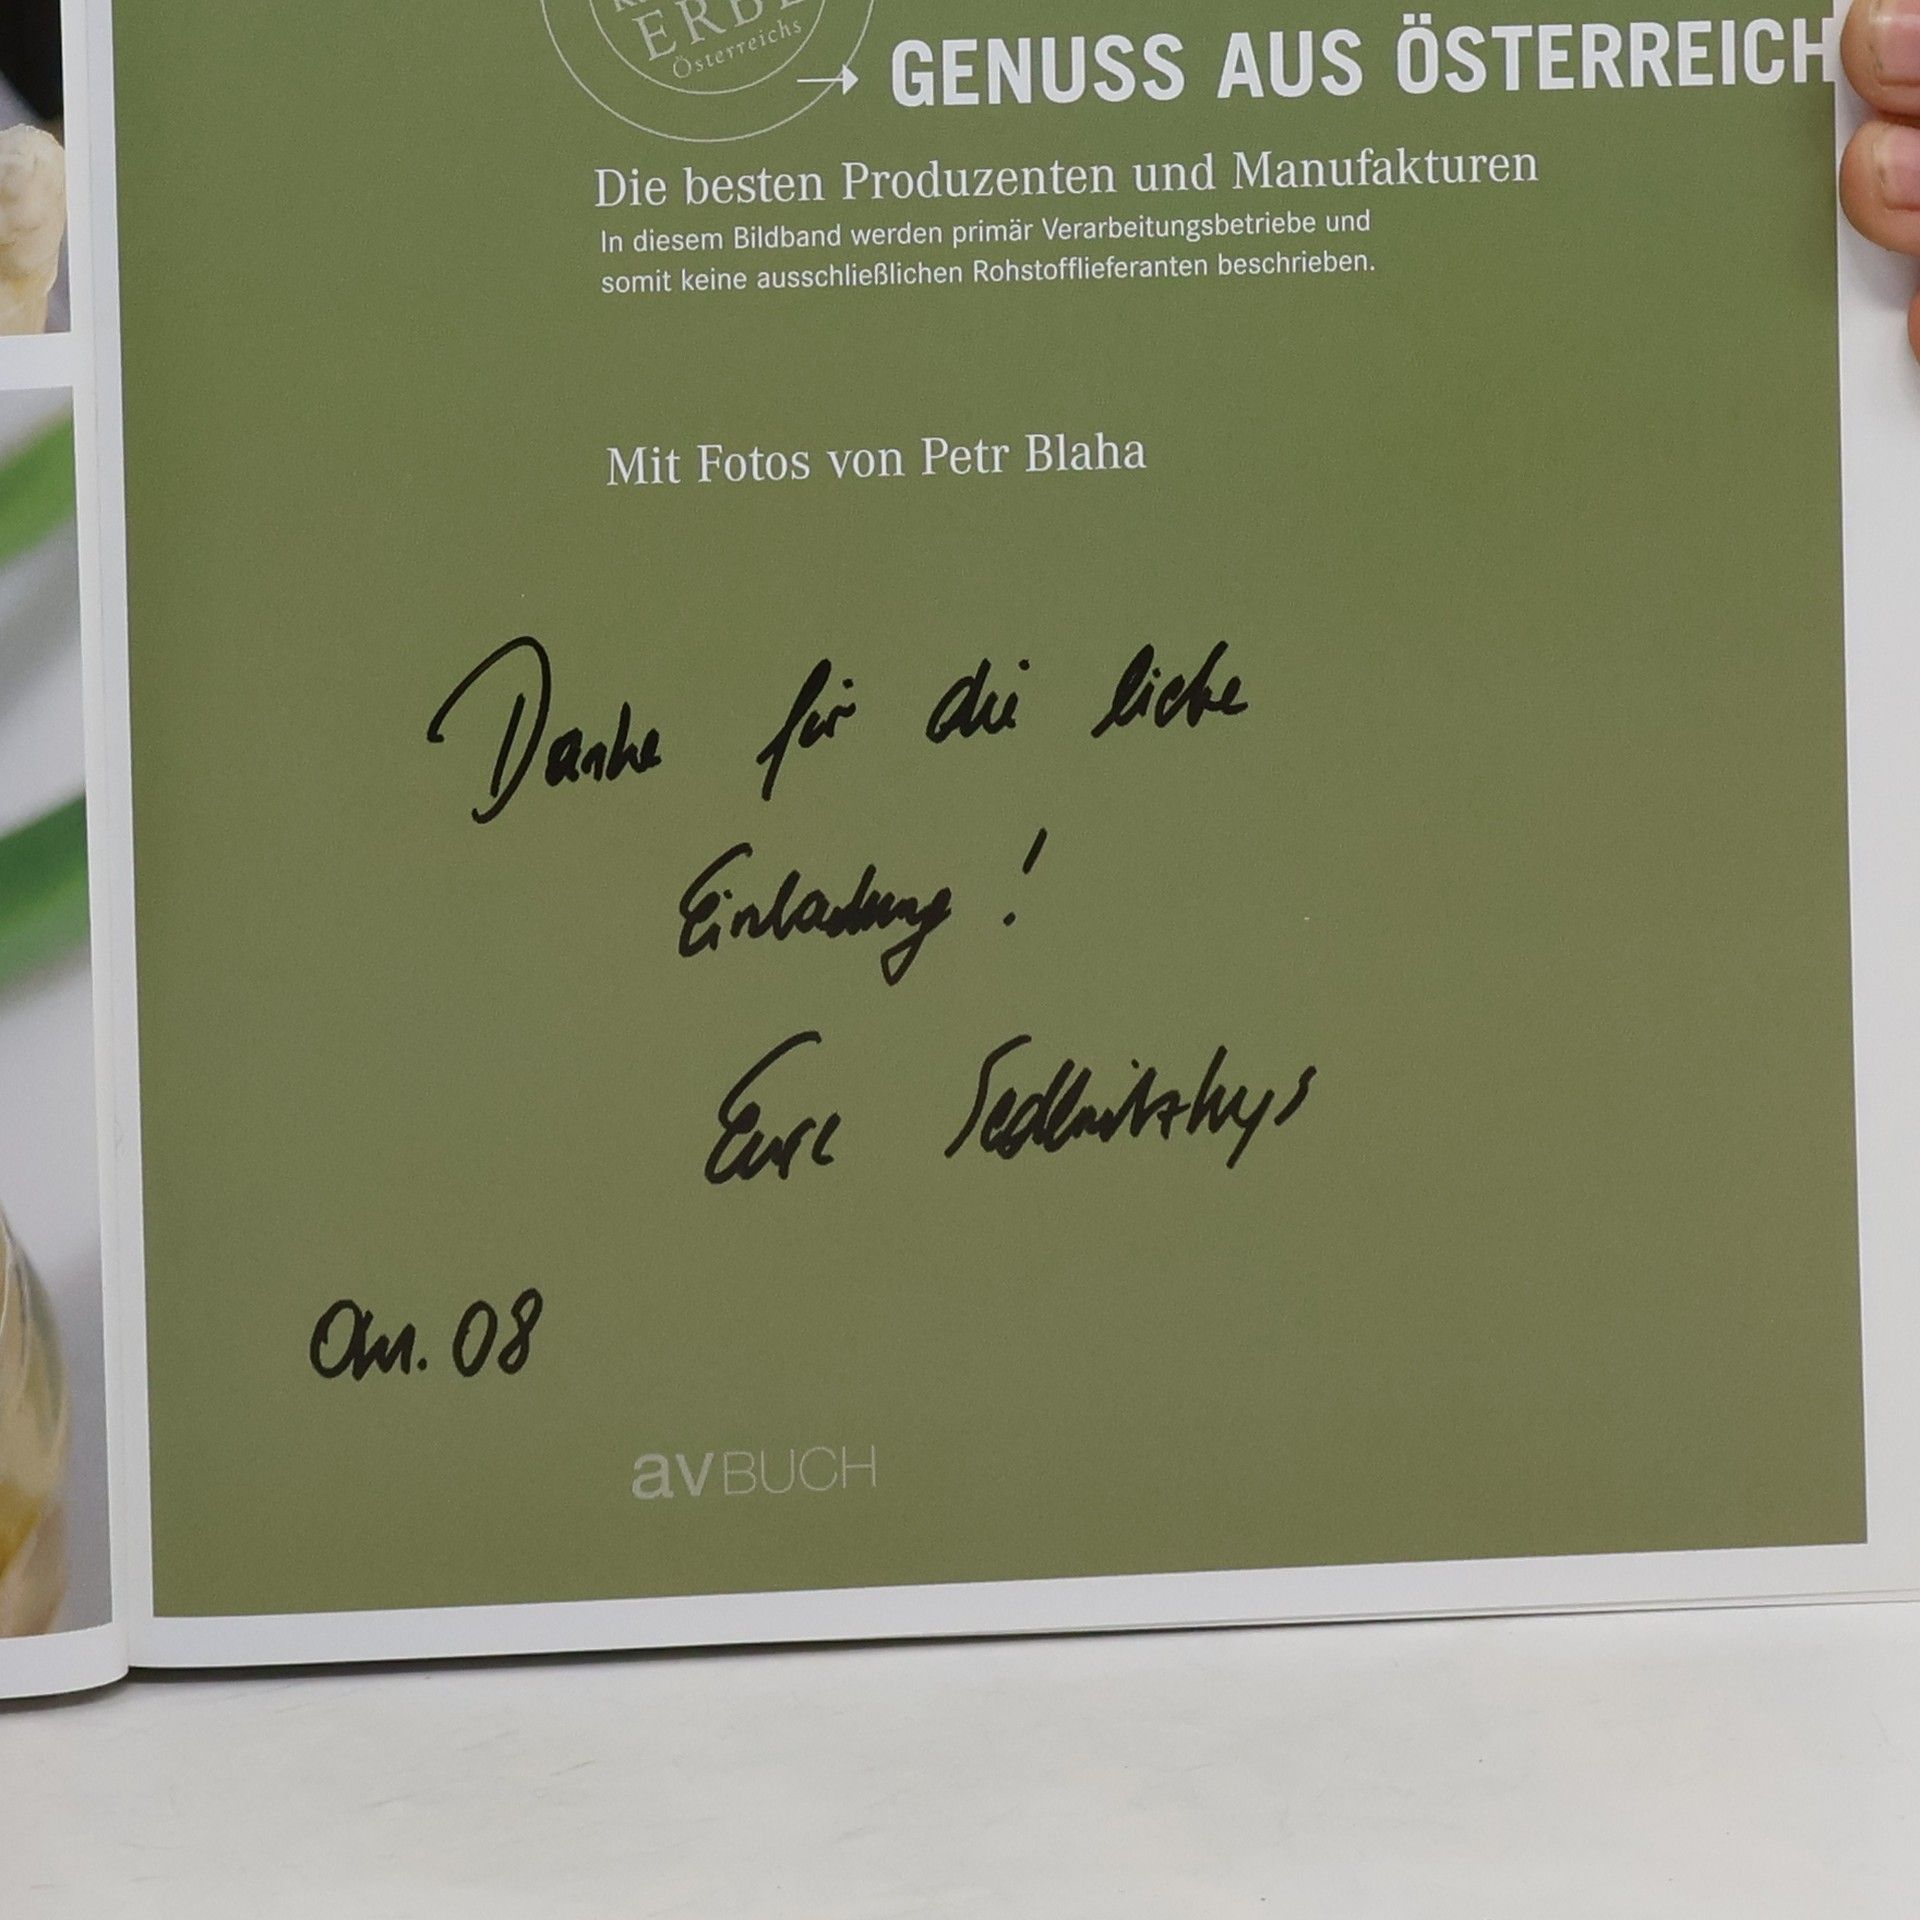 ERBE
Österreichs
→ GENUSS AUS ÖSTERREICH
Die besten Produzenten und Manufakturen
In diesem Bildband werden primär Verarbeitungsbetriebe und
somit keine ausschließlichen Rohstofflieferanten beschrieben.
Mit Fotos von Petr Blaha
Danke für die liebe
Einladung!
Eure Sedlnitzkys
08
avBUCH